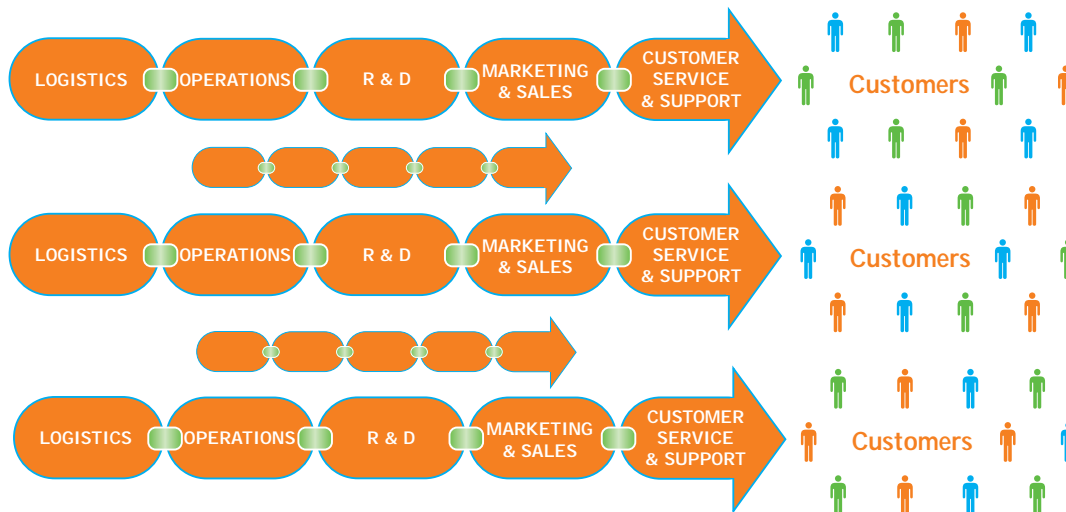 LOGISTICS
OPERATIONS
R & D
MARKETING
& SALES
CUSTOMER
SERVICE
& SUPPORT
Customers
LOGISTICS
OPERATIONS
R & D
MARKETING
& SALES
CUSTOMER
SERVICE
& SUPPORT
Customers
LOGISTICS
OPERATIONS
R & D
MARKETING
& SALES
CUSTOMER
SERVICE
& SUPPORT
Customers